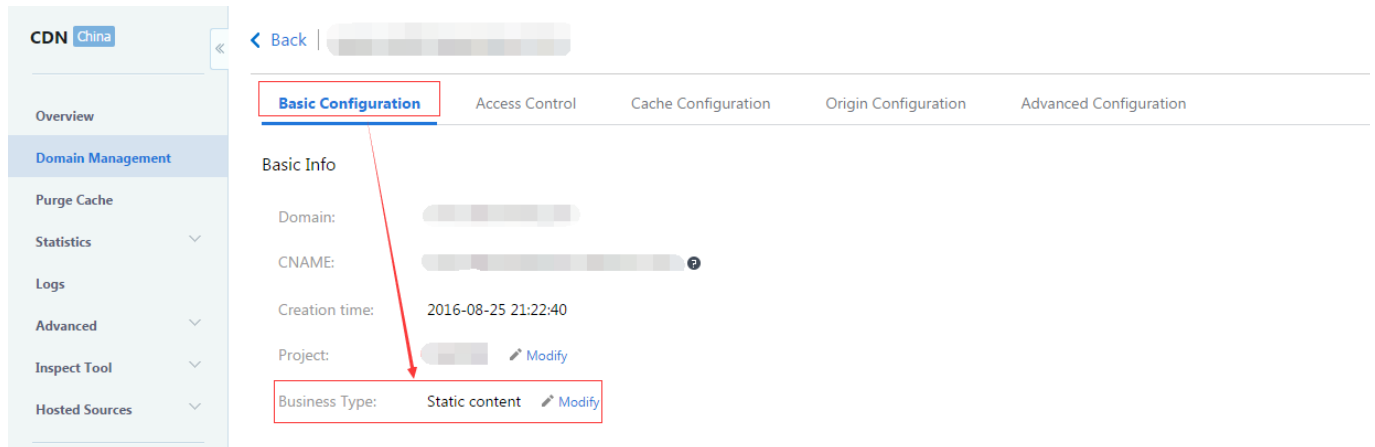 CDN China
Overview
Domain Management
Purge Cache
Statistics
Logs
Advanced
Inspect Tool
Hosted Sources
Back
Basic Configuration Access Control Cache Configuration Origin Configuration Advanced Configuration
Basic Info
Domain:
CNAME:
Creation time: 2016-08-25 21:22:40
Project: Modify
Business Type: Static content Modify